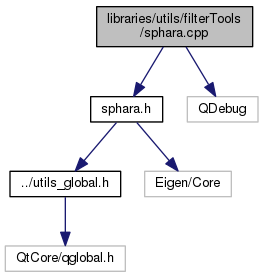 libraries/utils/filterTools
/sphara.cpp
sphara.h
QDebug
../utils_global.h
Eigen/Core
QtCore/qglobal.h